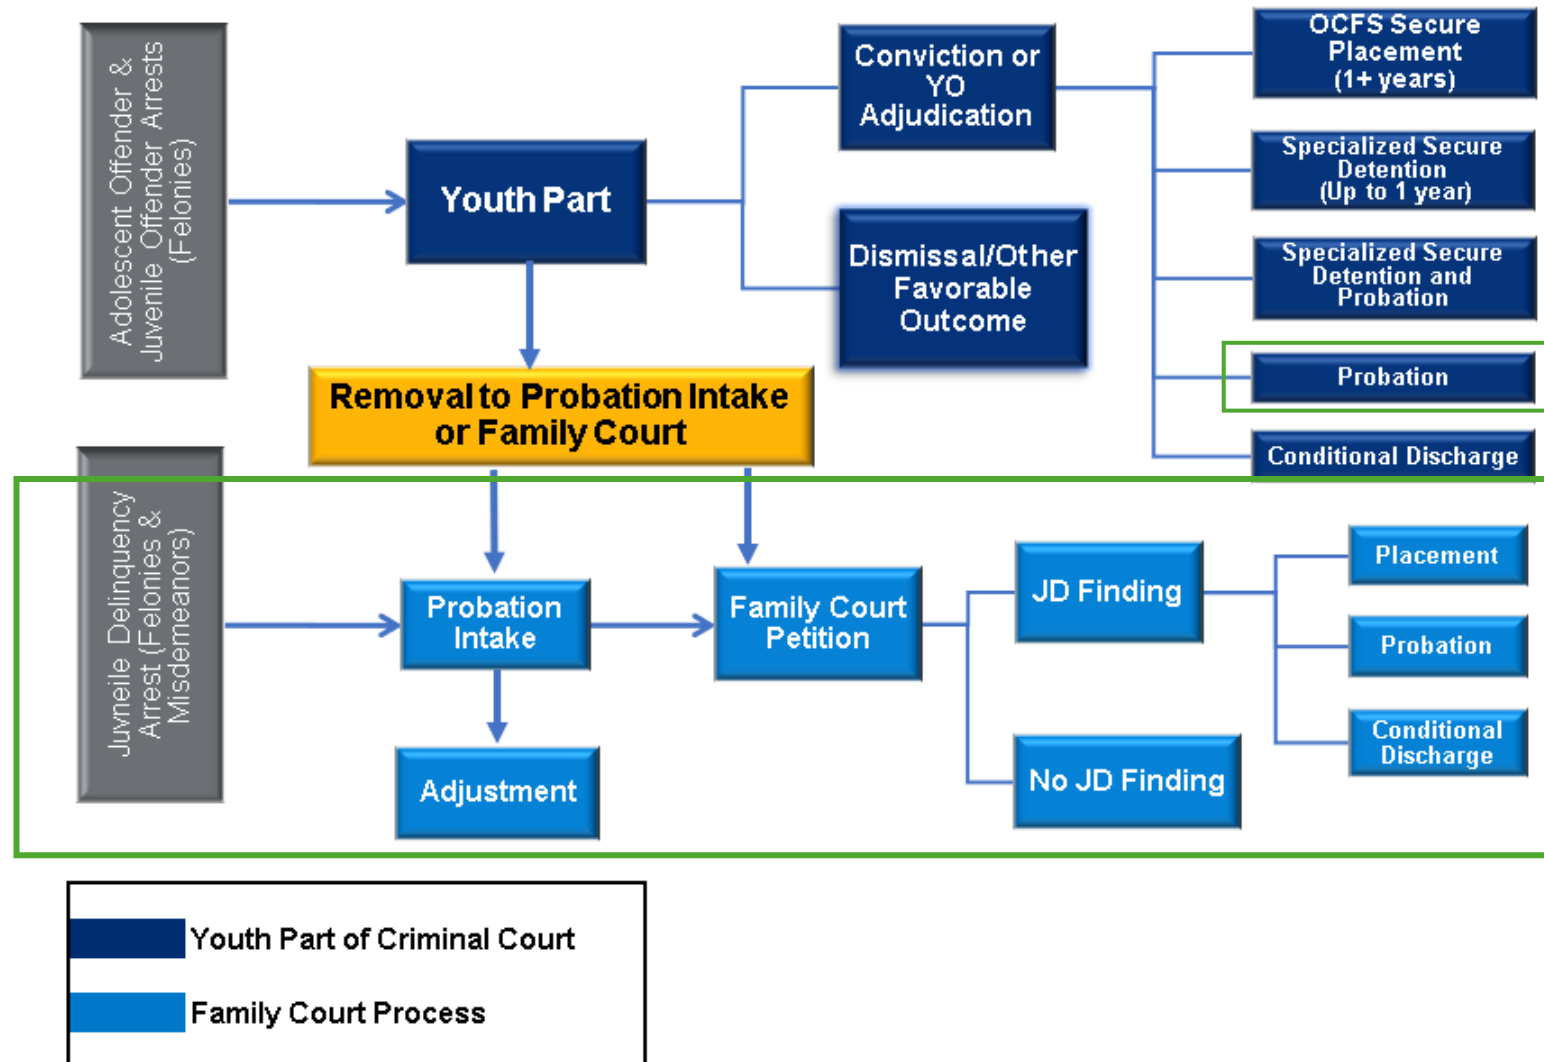 Adolescent Offender &
Juvenile Offender Arrests
(Felonies)
Youth Part
Conviction or
YO
Adjudication
Dismissal/Other
Favorable
Outcome
OCFS Secure
Placement
(1+ years)
Specialized Secure
Detention
(Up to 1 year)
Specialized Secure
Detention and
Probation
Probation
Conditional Discharge
Removal to Probation Intake
or Family Court
Juvneile Delinquency
Arrest (Felonies &
Misdemeanors)
Probation
Intake
Adjustment
Family Court
Petition
JD Finding
No JD Finding
Placement
Probation
Conditional
Discharge
Youth Part of Criminal Court
Family Court Process